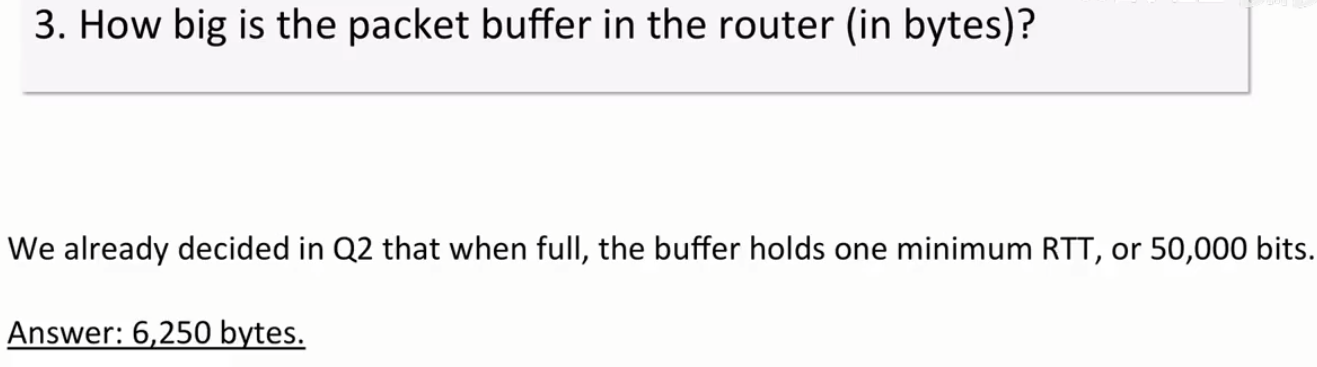 3. How big is the packet buffer in the router (in bytes)?
We already decided in Q2 that when full, the buffer holds one minimum RTT, or 50,000 bits.
Answer: 6,250 bytes.